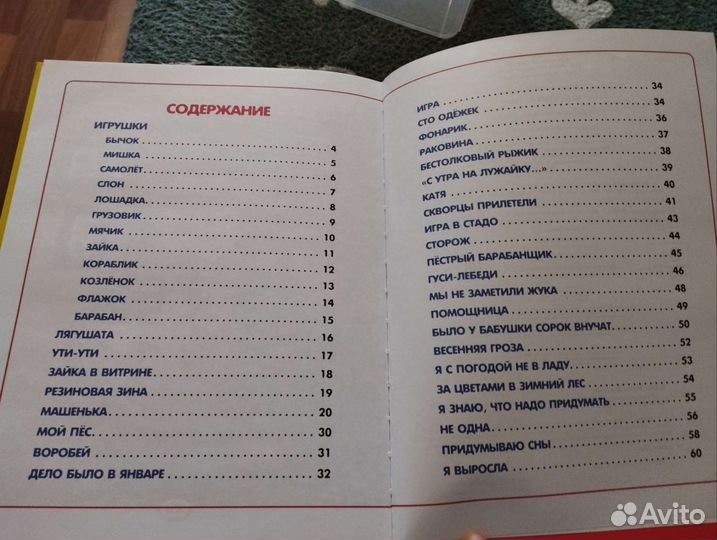 СОДЕРЖАНИЕ
ИГРУШКИ
БЫЧОК 4
МИШКА 5
САМОЛЁТ 6
СЛОН 7
ЛОШАДКА 8
ГРУЗОВИК 9
МЯЧИК 10
ЗАЙКА 11
КОРАБЛИК 12
КОЗЛЁНОК 13
ФЛАЖОК 14
БАРАБАН 15
ЛЯГУШАТА 16
УТИ-УТИ 17
ЗАЙКА В ВИТРИНЕ 18
РЕЗИНОВАЯ ЗИНА 19
МАШЕНЬКА 20
МОЙ ПЁС 30
ВОРОБЕЙ 31
ДЕЛО БЫЛО В ЯНВАРЕ 32
ИГРА 34
СТО ОДЁЖЕК 34
ФОНАРИК 36
РАКОВИНА 37
БЕСТОЛКОВЫЙ РЫЖИК 38
«С УТРА НА ЛУЖАЙКУ...» 39
КАТЯ 40
СКВОРЦЫ ПРИЛЕТЕЛИ 41
ИГРА В СТАДО 43
СТОРОЖ 44
ПЁСТРЫЙ БАРАБАНЩИК 45
ГУСИ-ЛЕБЕДИ 46
МЫ НЕ ЗАМЕТИЛИ ЖУКА 48
ПОМОЩНИЦА 49
БЫЛО У БАБУШКИ СОРОК ВНУЧАТ 50
ВЕСЕННЯЯ ГРОЗА 52
Я С ПОГОДОЙ НЕ В ЛАДУ 53
ЗА ЦВЕТАМИ В ЗИМНИЙ ЛЕС 54
Я ЗНАЮ, ЧТО НАДО ПРИДУМАТЬ 55
НЕ ОДНА 56
ПРИДУМЫВАЮ СНЫ 58
Я ВЫРОСЛА 60
Avito